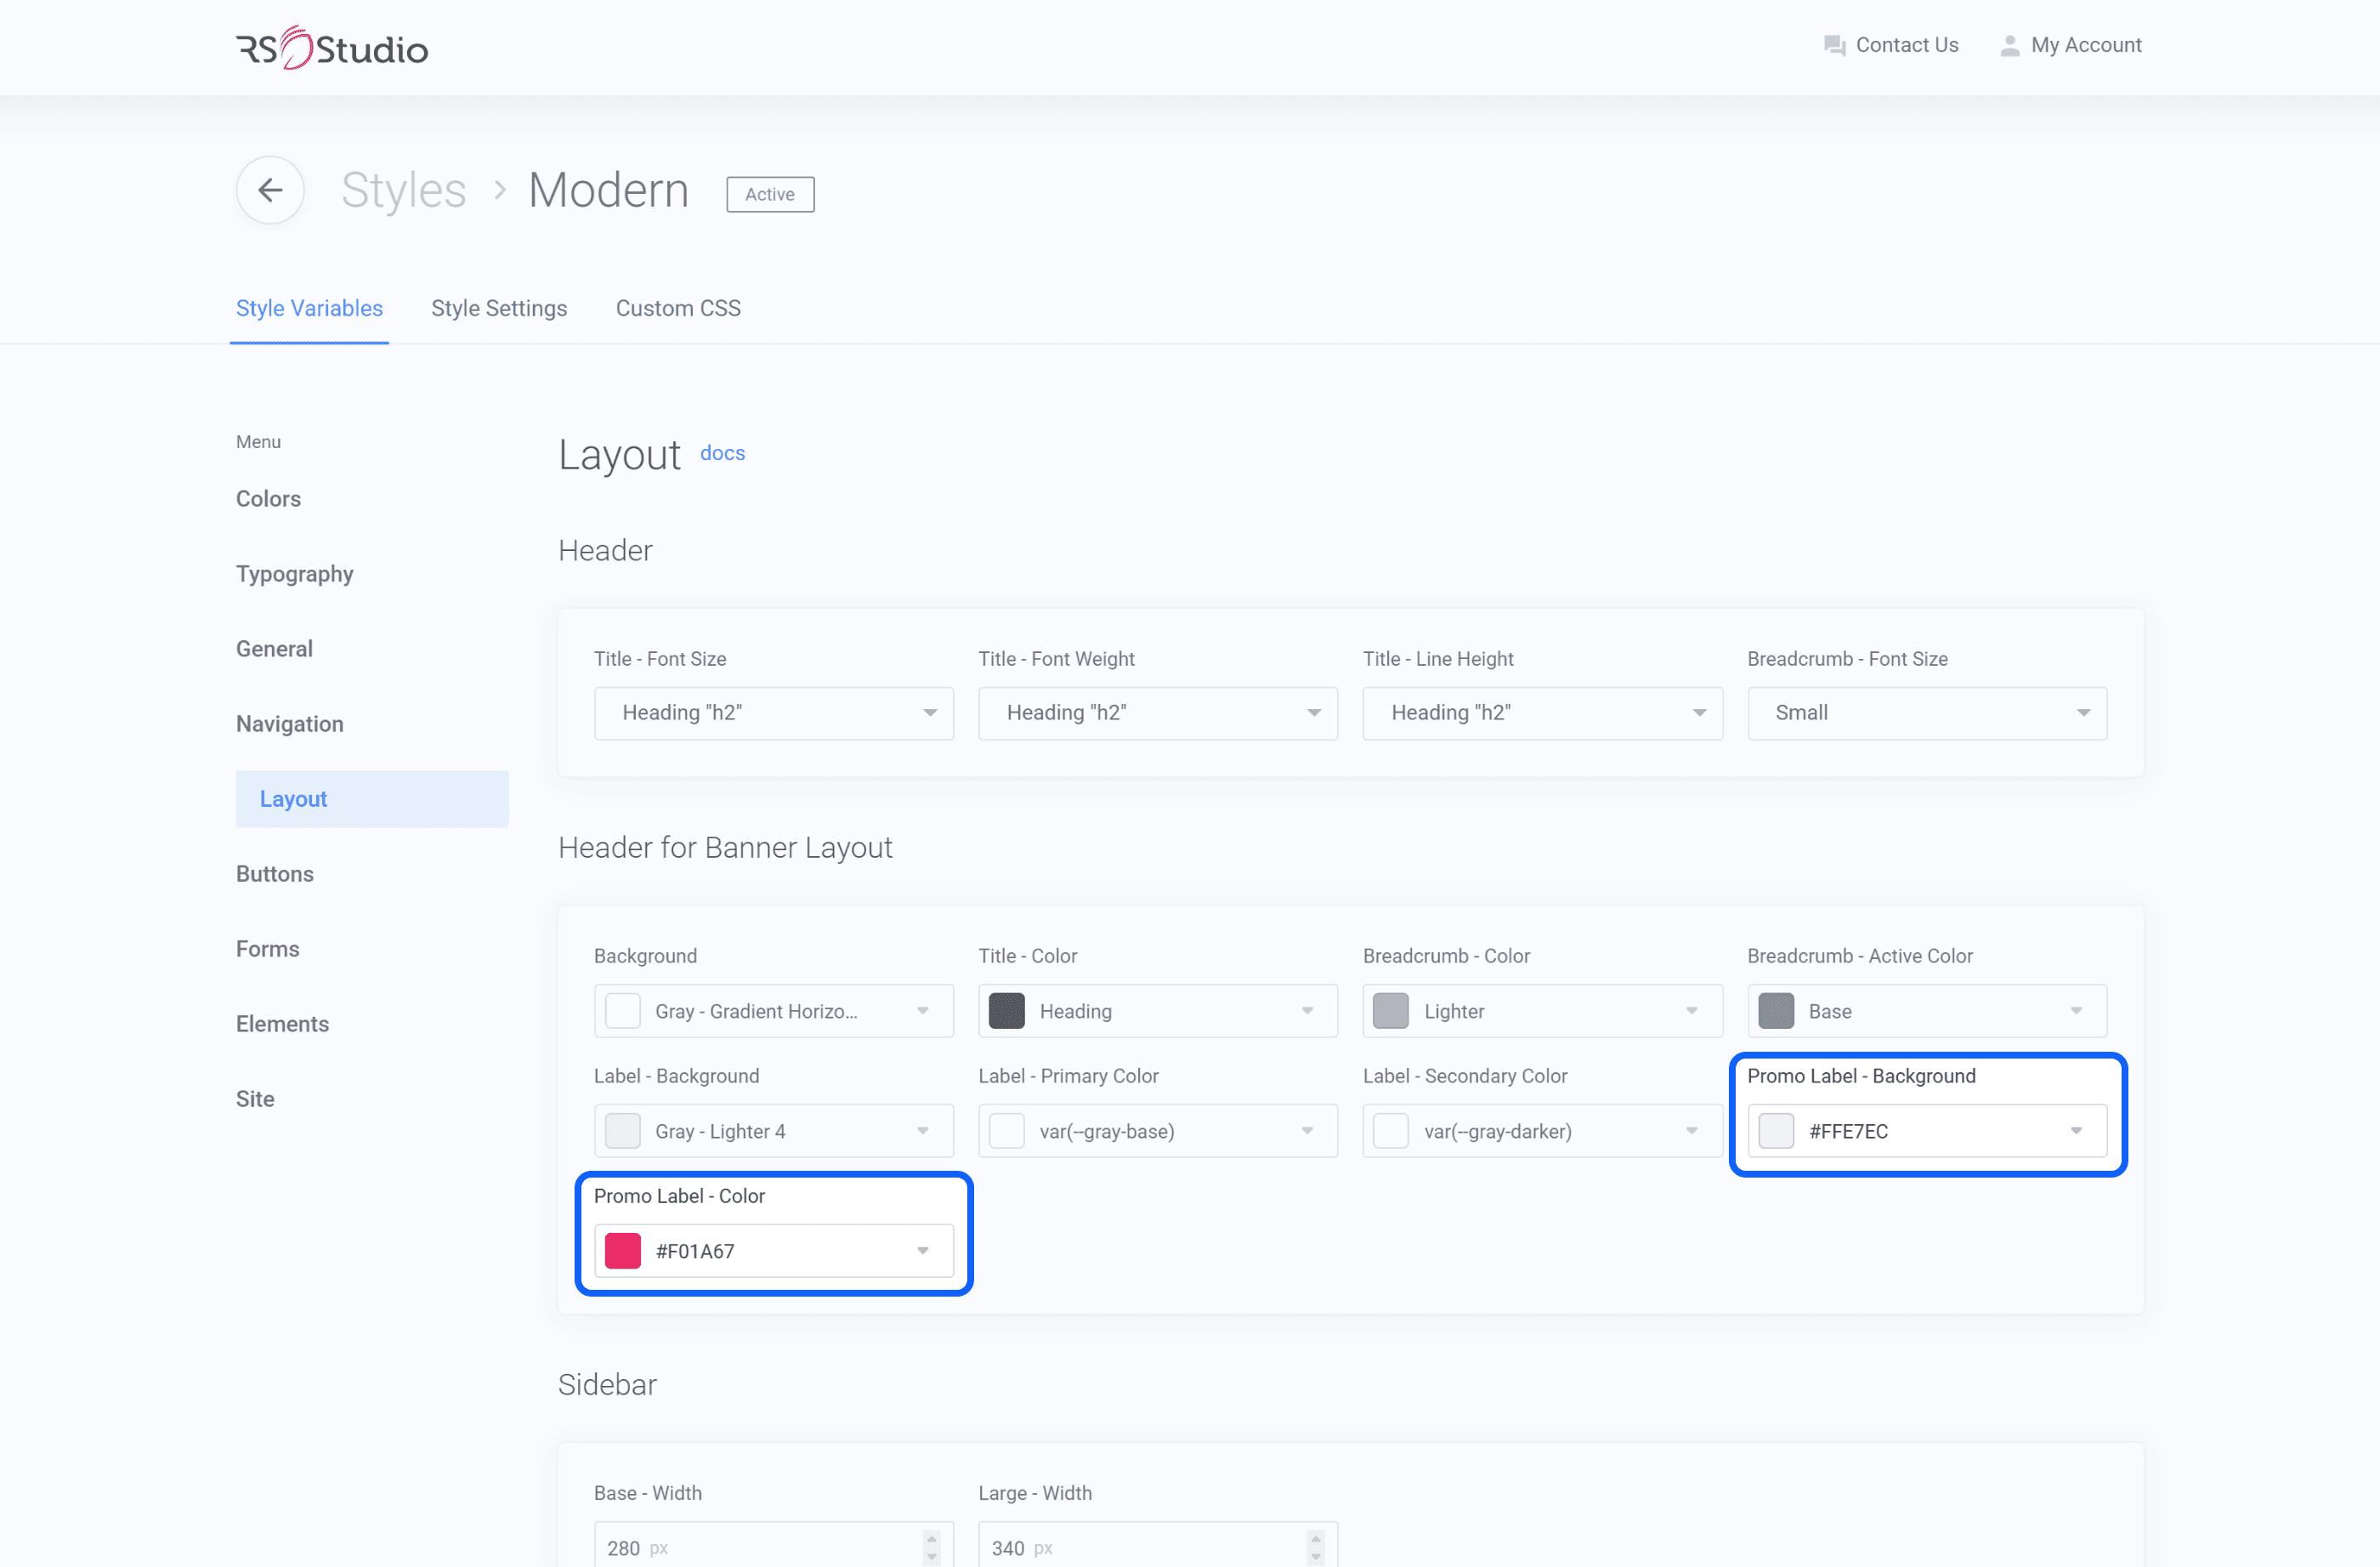 RSStudio
Contact Us
My Account
Styles > Modern Active
Style Variables Style Settings Custom CSS
Menu
Colors
Typography
General
Navigation
Layout
Buttons
Forms
Elements
Site
Layout docs
Header
Title - Font Size Title - Font Weight Title - Line Height Breadcrumb - Font Size
Heading "h2" Heading "h2" Heading "h2" Small
Header for Banner Layout
Background Title - Color Breadcrumb - Color Breadcrumb - Active Color
Gray - Gradient Horizo... Heading Lighter Base
Label - Background Label - Primary Color Label - Secondary Color Promo Label - Background
Gray - Lighter 4 var(--gray-base) var(--gray-darker) #FFE7EC
Promo Label - Color
#F01A67
Sidebar
Base - Width Large - Width
280 px 340 px